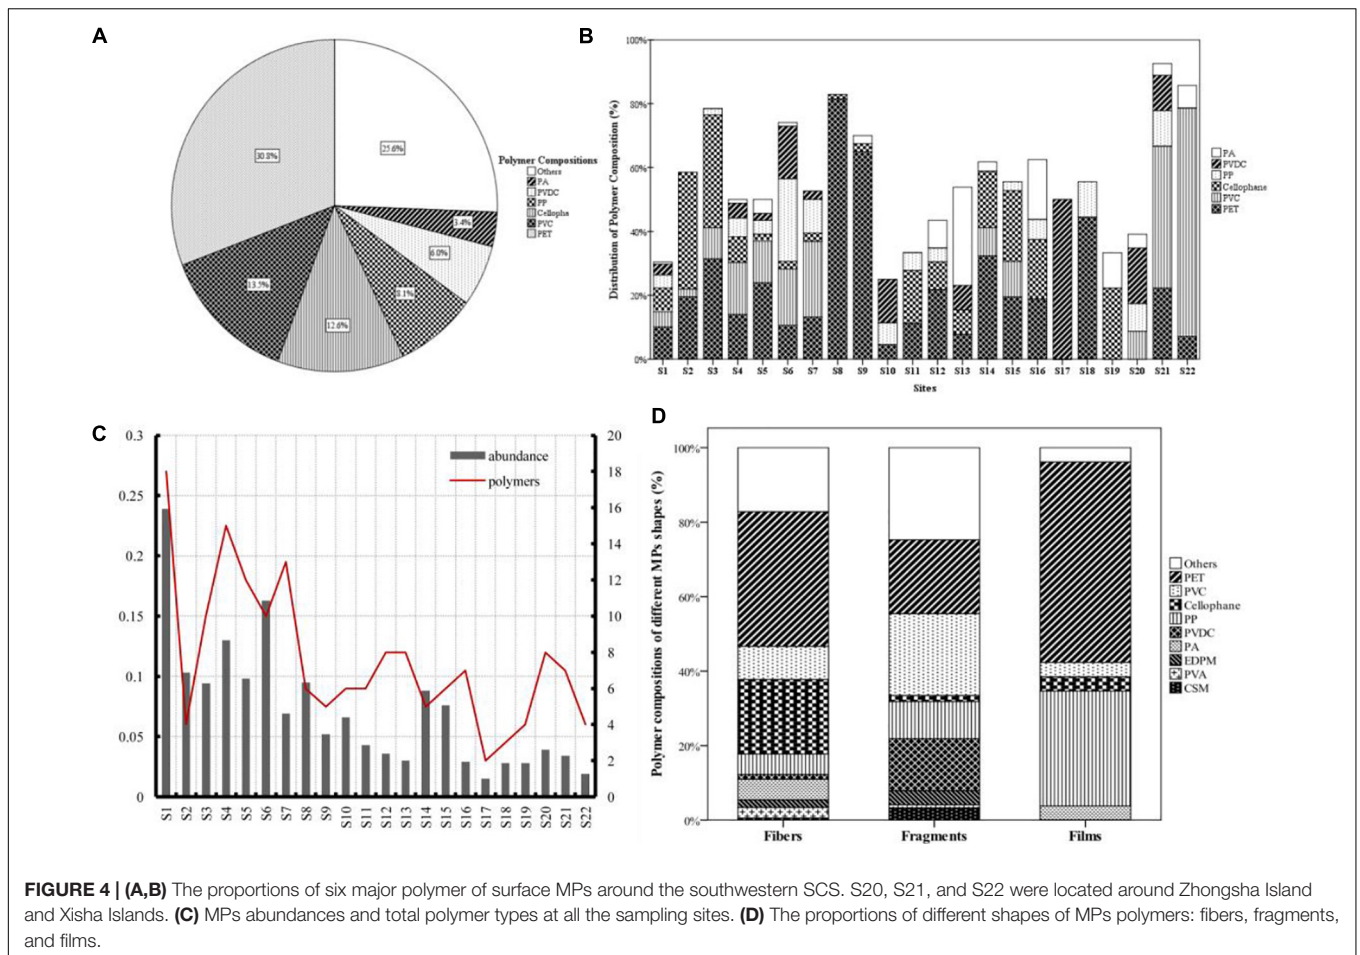 A
30.8%
25.6%
3.4%
6.0%
8.1%
12.6%
13.5%
Polymer Compositions
Others
PA
PVDC
PP
Cellopha
PVC
PET
B
Distribution of Polymer Composition (%)
100%
80%
60%
40%
20%
0%
S1 S2 S3 S4 S5 S6 S7 S8 S9 S10 S11 S12 S13 S14 S15 S16 S17 S18 S19 S20 S21 S22
Sites
PA
PVDC
PP
Cellophane
PVC
PET
C
0.3
0.25
0.2
0.15
0.1
0.05
0
abundance
polymers
20
18
16
14
12
10
8
6
4
2
0
S1 S2 S3 S4 S5 S6 S7 S8 S9 S10 S11 S12 S13 S14 S15 S16 S17 S18 S19 S20 S21 S22
D
Polymer compositions of different MPs shapes (%)
100%
80%
60%
40%
20%
0%
Fibers Fragments Films
Others
PET
PVC
Cellophane
PP
PVDC
PA
EDPM
PVA
CSM
FIGURE 4 | (A,B) The proportions of six major polymer of surface MPs around the southwestern SCS. S20, S21, and S22 were located around Zhongsha Island
and Xisha Islands. (C) MPs abundances and total polymer types at all the sampling sites. (D) The proportions of different shapes of MPs polymers: fibers, fragments,
and films.